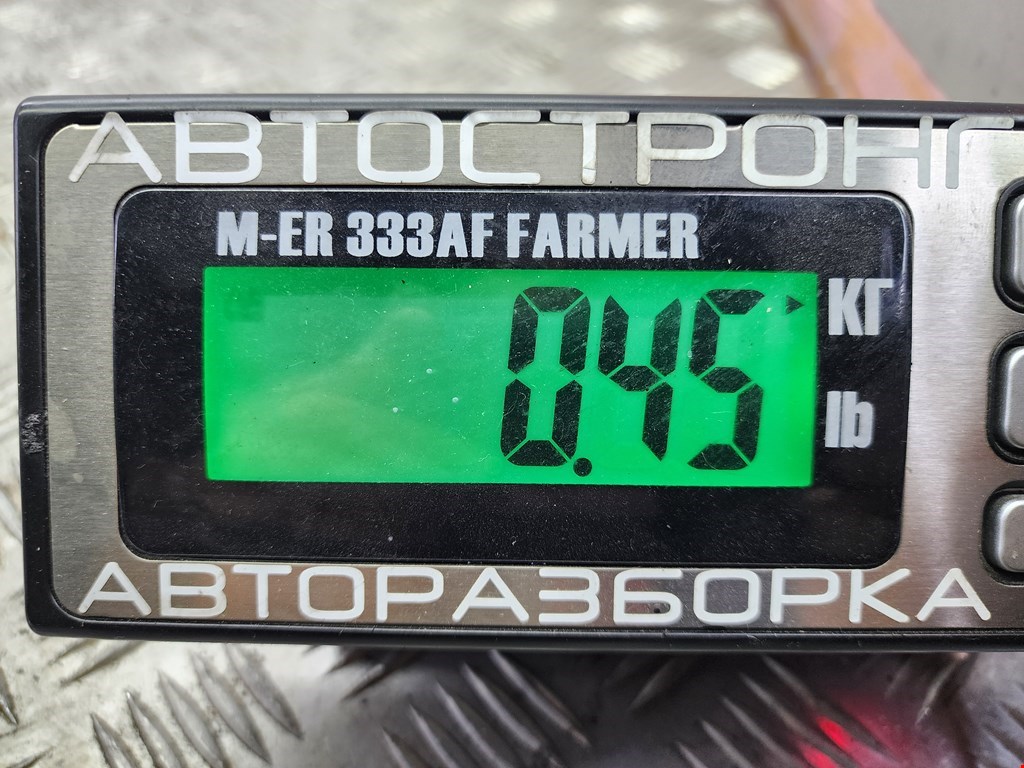 АВТОСТРОНГ
M-ER 333AF FARMER
0.45 КГ
lb
АВТОРАЗБОРКА